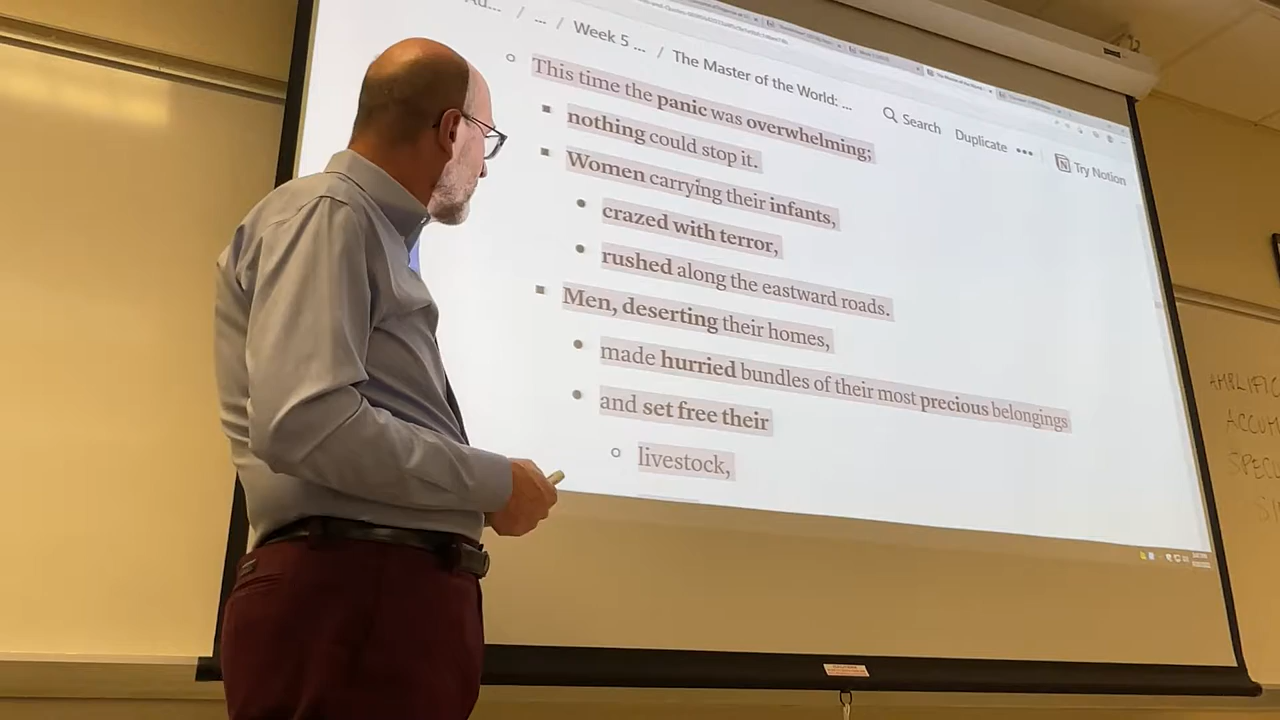 / ... / Week 5 ... / The Master of the World: ...
Search Duplicate ... Try Notion
This time the panic was overwhelming;
nothing could stop it.
Women carrying their infants,
crazed with terror,
rushed along the eastward roads.
Men, deserting their homes,
made hurried bundles of their most precious belongings
and set free their
livestock,